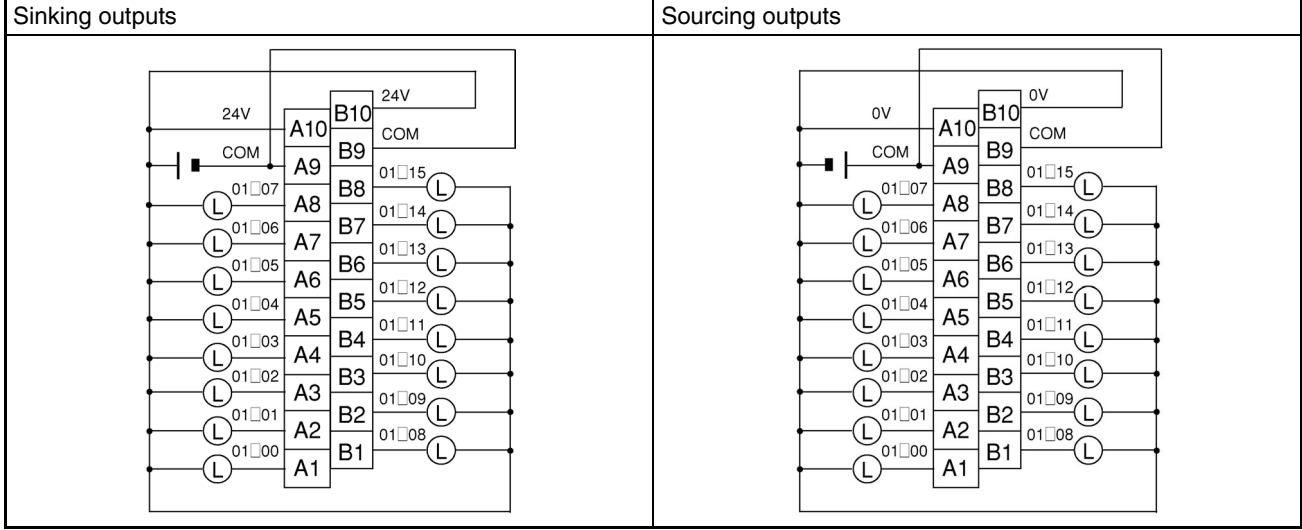 Sinking outputs
24V
B10
24V
A10
COM
COM
B9
A9
01□15
01□07
B8
L
L
A8
01□14
01□06
B7
L
L
A7
01□13
01□05
B6
L
L
A6
01□12
01□04
B5
L
L
A5
01□11
01□03
B4
L
L
A4
01□10
01□02
B3
L
L
A3
01□09
01□01
B2
L
L
A2
01□08
01□00
B1
L
L
A1
Sourcing outputs
0V
B10
0V
A10
COM
COM
B9
A9
01□15
01□07
B8
L
L
A8
01□14
01□06
B7
L
L
A7
01□13
01□05
B6
L
L
A6
01□12
01□04
B5
L
L
A5
01□11
01□03
B4
L
L
A4
01□10
01□02
B3
L
L
A3
01□09
01□01
B2
L
L
A2
01□08
01□00
B1
L
L
A1